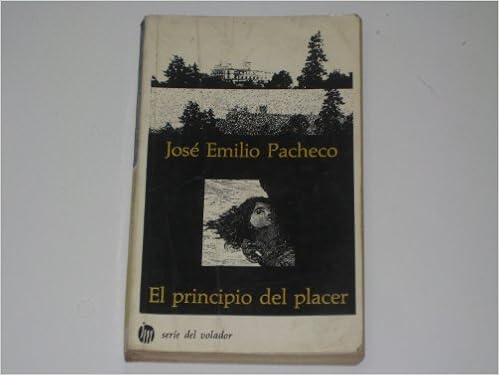 José Emilio Pacheco
El principio del placer
jm
serie del volador